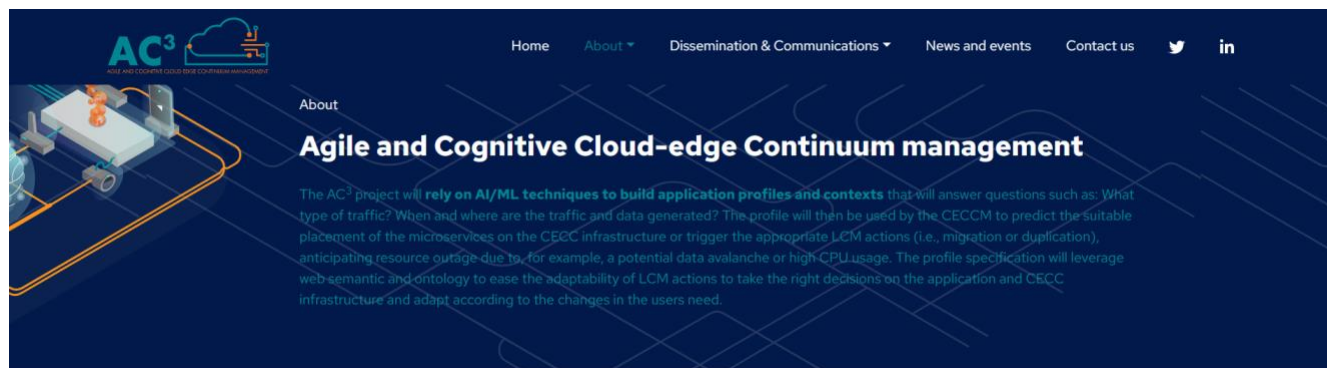 AC³
AGILE AND COGNITIVE CLOUD EDGE CONTINUUM MANAGEMENT
Home About Dissemination & Communications News and events Contact us
About
Agile and Cognitive Cloud-edge Continuum management
The AC³ project will rely on AI/ML techniques to build application profiles and contexts that will answer questions such as: What
type of traffic? When and where are the traffic and data generated? The profile will then be used by the CECCM to predict the suitable
placement of the microservices on the CECC infrastructure or trigger the appropriate LCM actions (i.e., migration or duplication),
anticipating resource outage due to, for example, a potential data avalanche or high CPU usage. The profile specification will leverage
web semantic and ontology to ease the adaptability of LCM actions to take the right decisions on the application and CECC
infrastructure and adapt according to the changes in the users need.